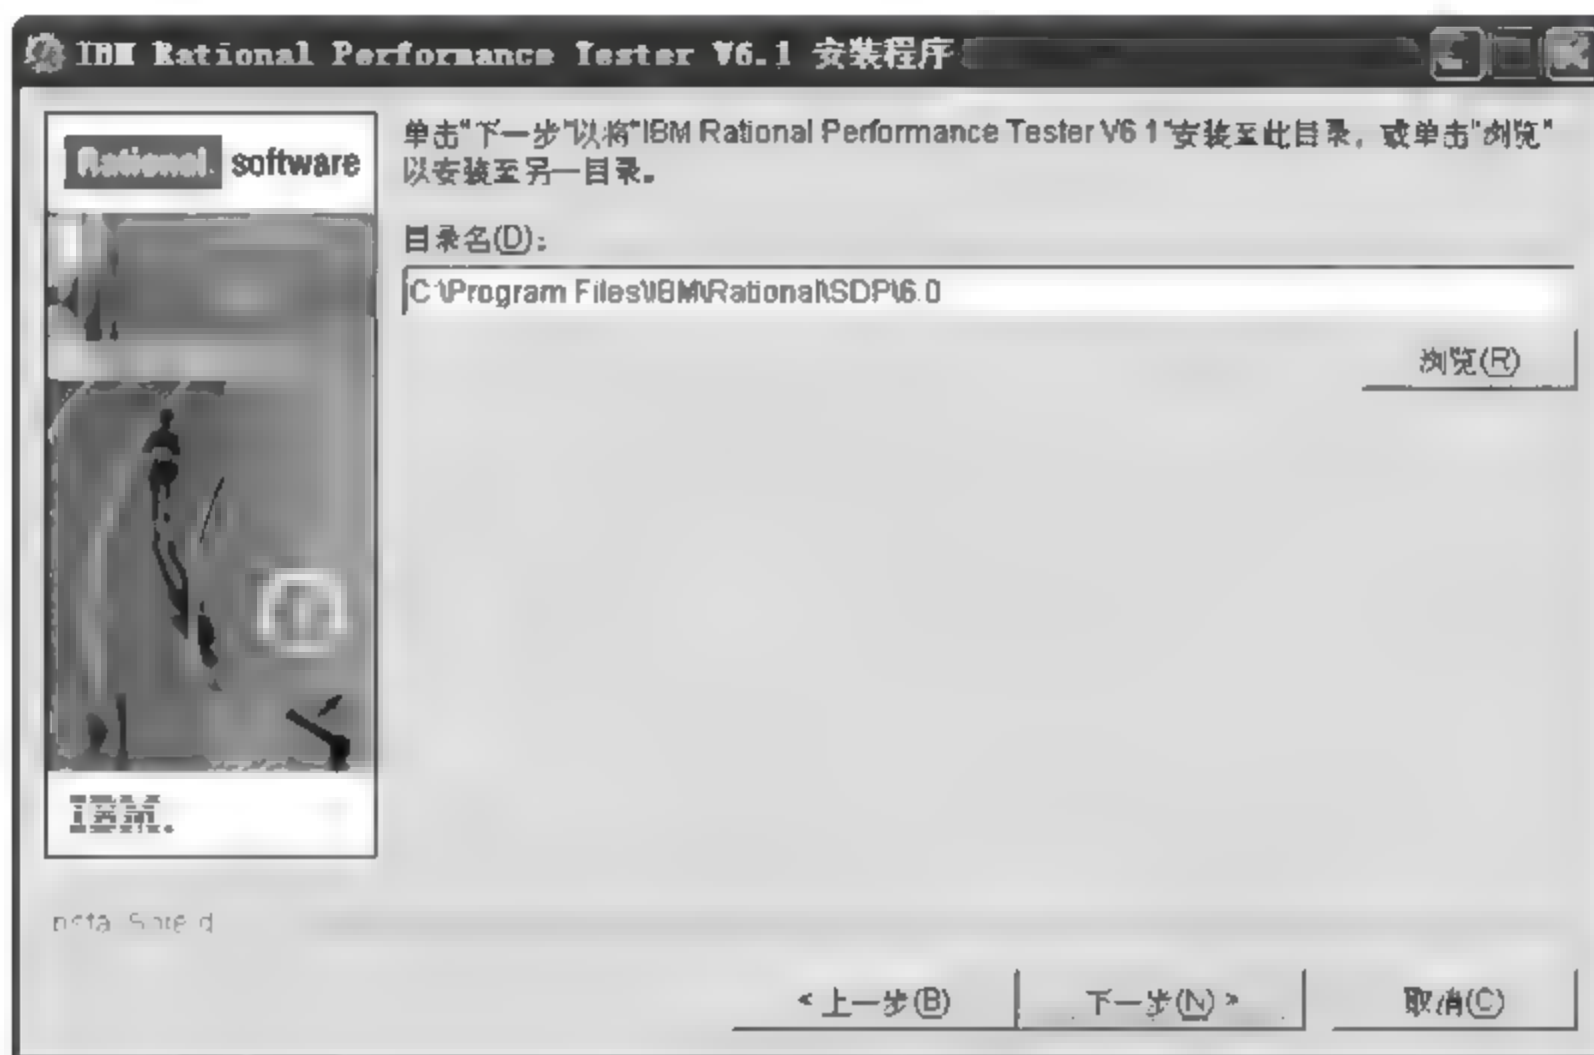 IBM Rational Performance Tester V6.1 安装程序
Rational. software
单击"下一步"以将"IBM Rational Performance Tester V6.1"安装至此目录，或单击"浏览"
以安装至另一目录。
目录名(D):
C:\Program Files\IBM\Rational\SDP\6.0
浏览(R)
IBM.
InstallShield
< 上一步(B)
下一步(N) >
取消(C)